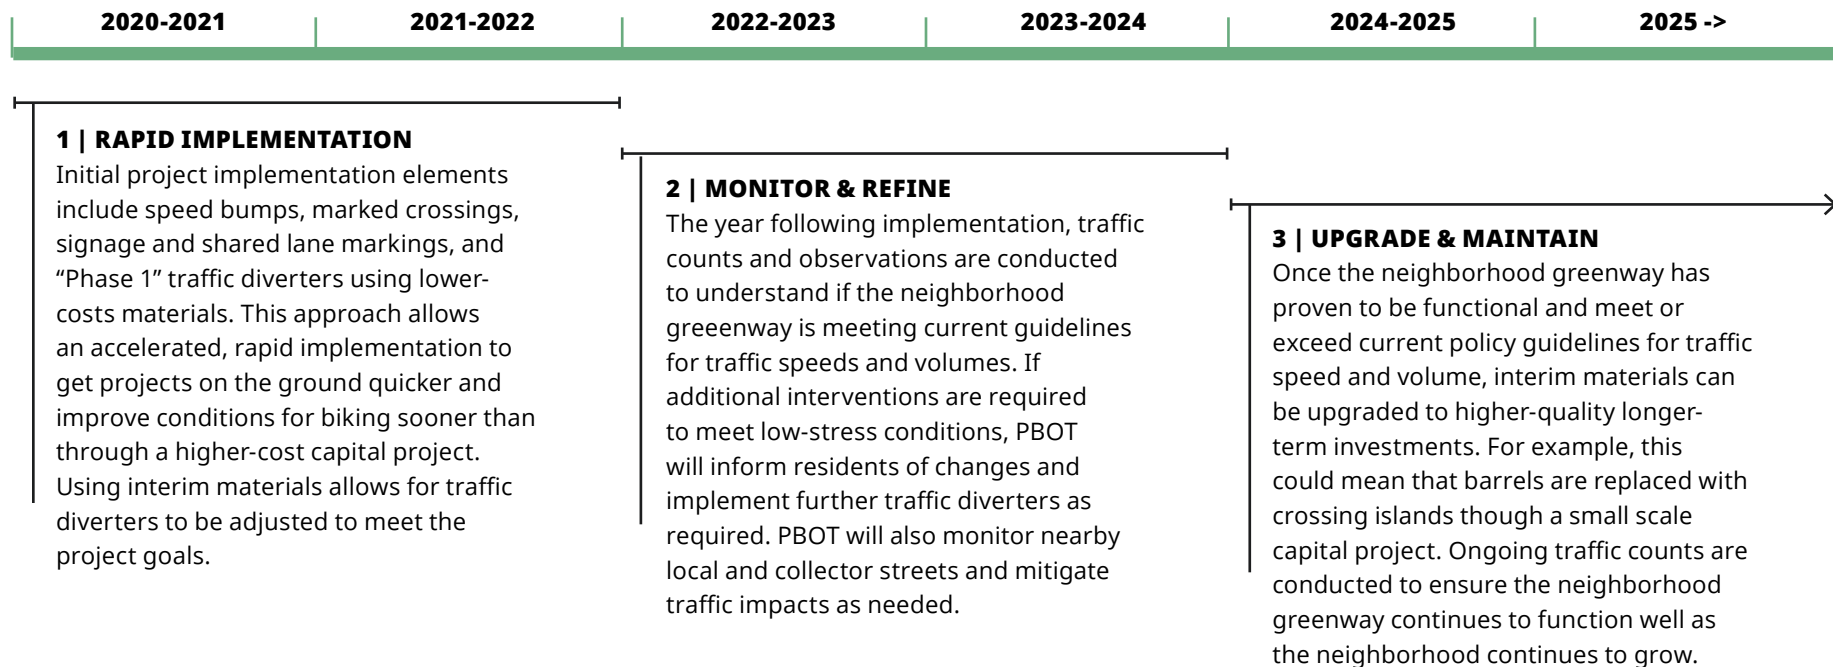 2020-2021
2021-2022
2022-2023
2023-2024
2024-2025
2025 ->
1 | RAPID IMPLEMENTATION
Initial project implementation elements
include speed bumps, marked crossings,
signage and shared lane markings, and
“Phase 1” traffic diverters using lower-
costs materials. This approach allows
an accelerated, rapid implementation to
get projects on the ground quicker and
improve conditions for biking sooner than
through a higher-cost capital project.
Using interim materials allows for traffic
diverters to be adjusted to meet the
project goals.
2 | MONITOR & REFINE
The year following implementation, traffic
counts and observations are conducted
to understand if the neighborhood
greeenway is meeting current guidelines
for traffic speeds and volumes. If
additional interventions are required
to meet low-stress conditions, PBOT
will inform residents of changes and
implement further traffic diverters as
required. PBOT will also monitor nearby
local and collector streets and mitigate
traffic impacts as needed.
3 | UPGRADE & MAINTAIN
Once the neighborhood greenway has
proven to be functional and meet or
exceed current policy guidelines for traffic
speed and volume, interim materials can
be upgraded to higher-quality longer-
term investments. For example, this
could mean that barrels are replaced with
crossing islands though a small scale
capital project. Ongoing traffic counts are
conducted to ensure the neighborhood
greenway continues to function well as
the neighborhood continues to grow.